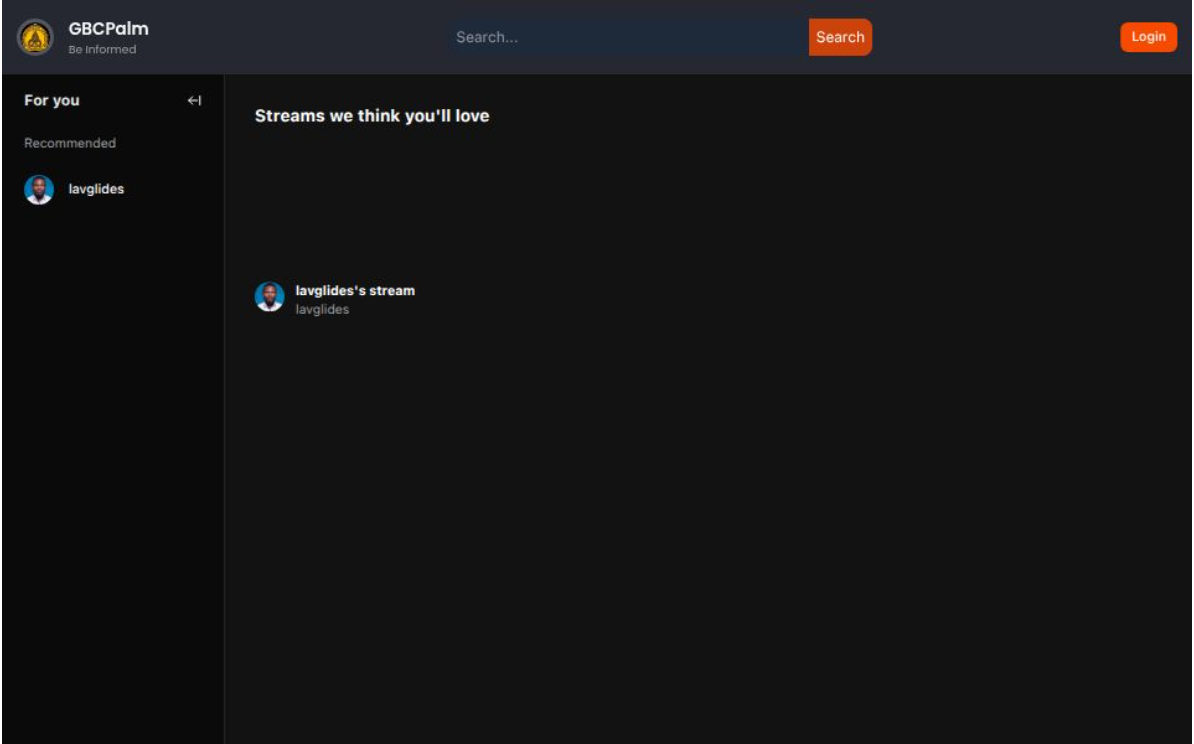 GBCPalm
Be Informed
Search...
Search
Login
For you
Recommended
lavglides
Streams we think you'll love
lavglides's stream
lavglides